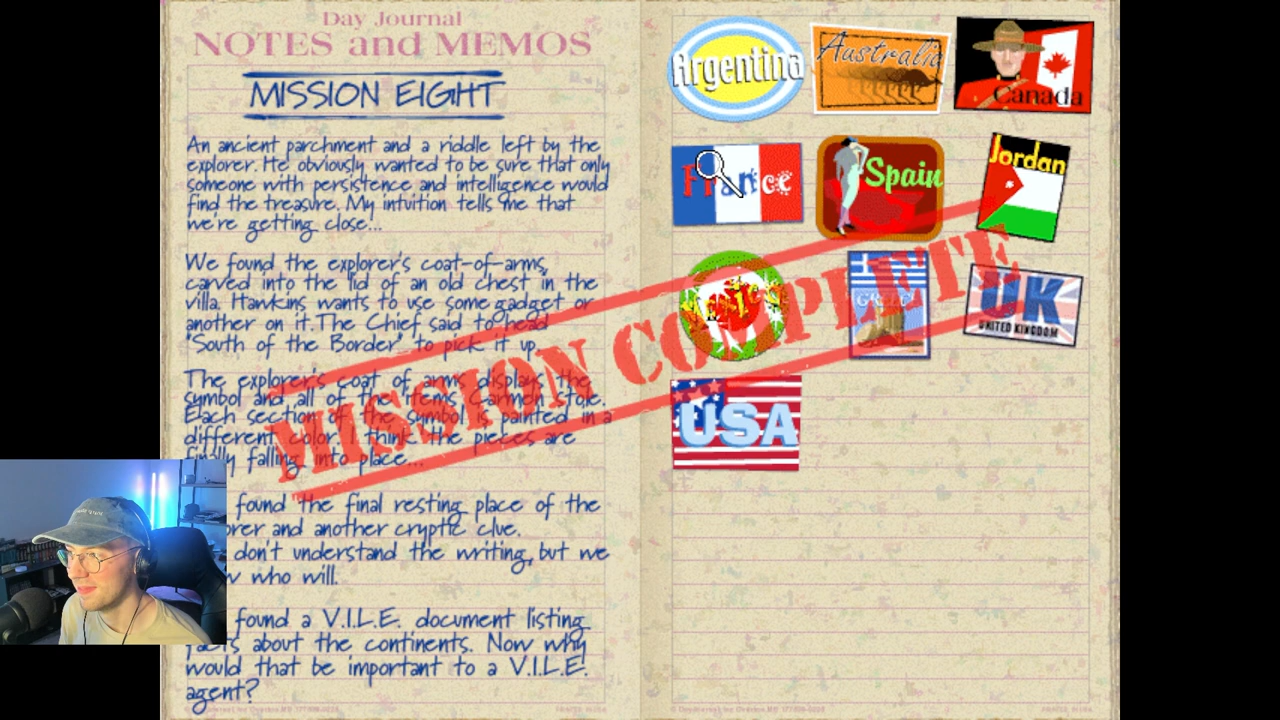 Day Journal
NOTES and MEMOS
MISSION EIGHT
An ancient parchment and a riddle left by the
explorer. He obviously wanted to be sure that only
someone with persistence and intelligence would
find the treasure. My intuition tells me that
we're getting close...
We found the explorer's coat-of-arms,
carved into the lid of an old chest in the
villa. Hawkins wants to use some gadget or
another on it. The Chief said to head
"South of the Border" to pick it up.
The explorer's coat of arms displays the
symbol and all of the items Carmen stole.
Each section of the symbol is painted in a
different color. I think the pieces are
finally falling into place...
found the final resting place of the
orer and another cryptic clue.
don't understand the writing, but we
who will.
found a V.I.L.E. document listing
facts about the continents. Now why
would that be important to a V.I.L.E.
agent?
Argentina
Australia
Canada
France
Spain
Jordan
UK
UNITED KINGDOM
USA
MISSION COMPLETE